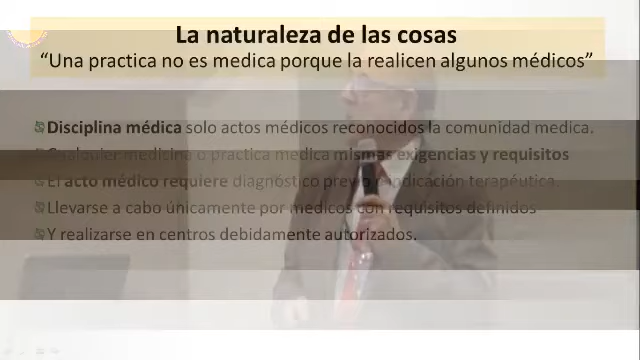 La naturaleza de las cosas
“Una practica no es medica porque la realicen algunos médicos”
Disciplina médica solo actos médicos reconocidos la comunidad medica.
Cualquier medicina o practica medica mismas exigencias y requisitos
El acto médico requiere diagnóstico previo e indicación terapéutica.
Llevarse a cabo únicamente por medicos con requisitos definidos
Y realizarse en centros debidamente autorizados.